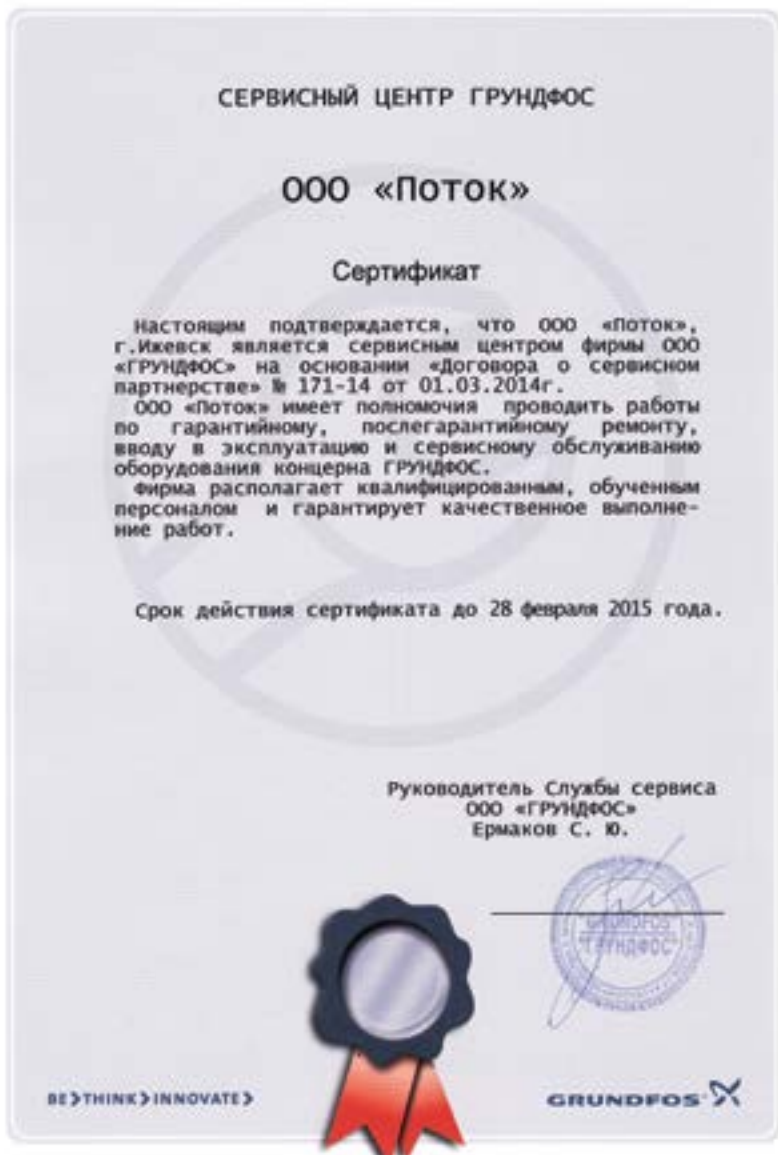 СЕРВИСНЫЙ ЦЕНТР ГРУНДФОС
ООО «Поток»
Сертификат
Настоящим подтверждается, что ООО «Поток»,
г.Ижевск является сервисным центром фирмы ООО
«ГРУНДФОС» на основании «Договора о сервисном
партнерстве» № 171-14 от 01.03.2014г.
ООО «Поток» имеет полномочия проводить работы
по гарантийному, послегарантийному ремонту,
вводу в эксплуатацию и сервисному обслуживанию
оборудования концерна ГРУНДФОС.
Фирма располагает квалифицированным, обученным
персоналом и гарантирует качественное выполне-
ние работ.
Срок действия сертификата до 28 февраля 2015 года.
Руководитель Службы сервиса
ООО «ГРУНДФОС»
Ермаков С. Ю.
GRUNDFOS
"ГРУНДФОС"
BE>THINK>INNOVATE>
GRUNDFOS